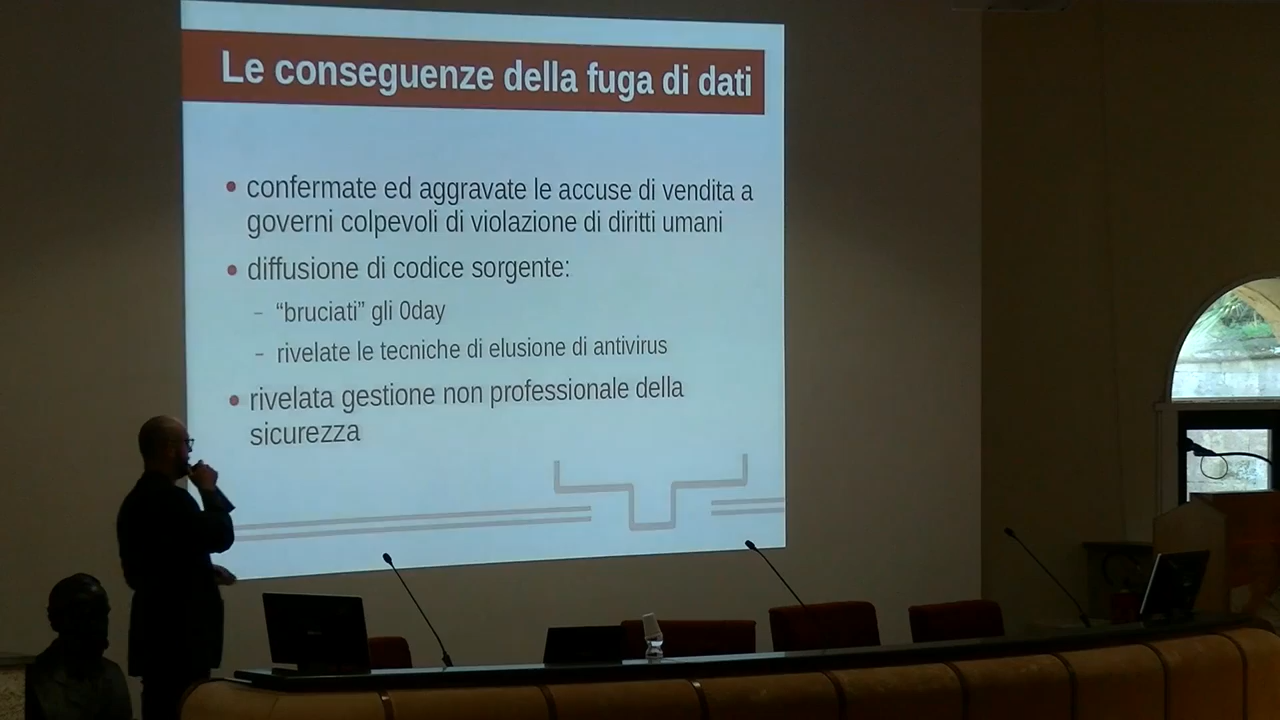 Le conseguenze della fuga di dati
• confermate ed aggravate le accuse di vendita a
governi colpevoli di violazione di diritti umani
• diffusione di codice sorgente:
– “bruciati” gli 0day
– rivelate le tecniche di elusione di antivirus
• rivelata gestione non professionale della
sicurezza